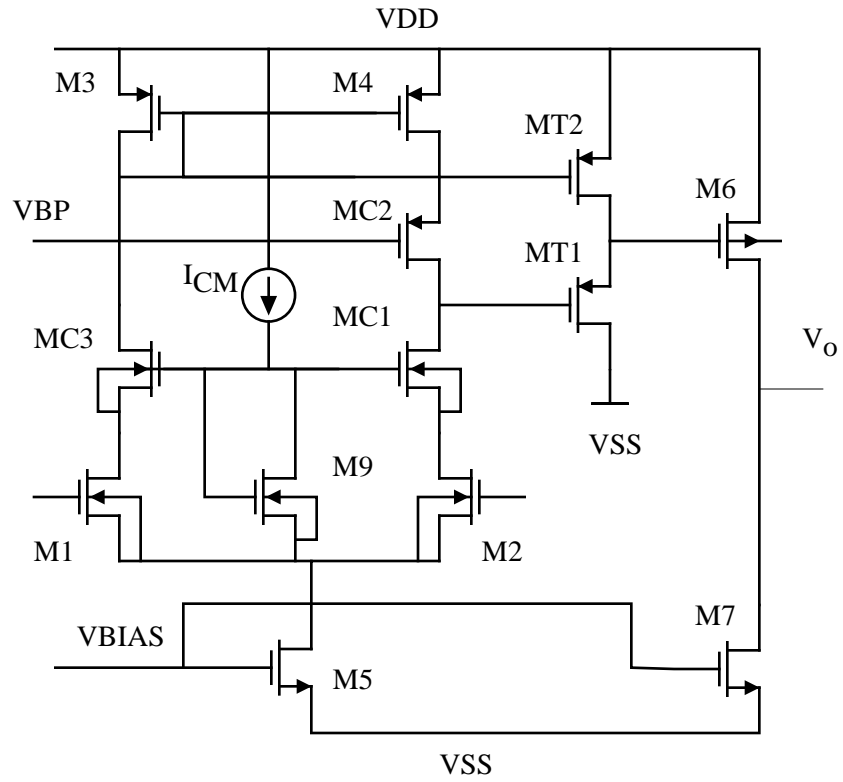 VDD
M3
M4
MT2
M6
VBP
MC2
MT1
ICM
MC1
MC3
Vo
VSS
M9
M1
M2
M7
VBIAS
M5
VSS